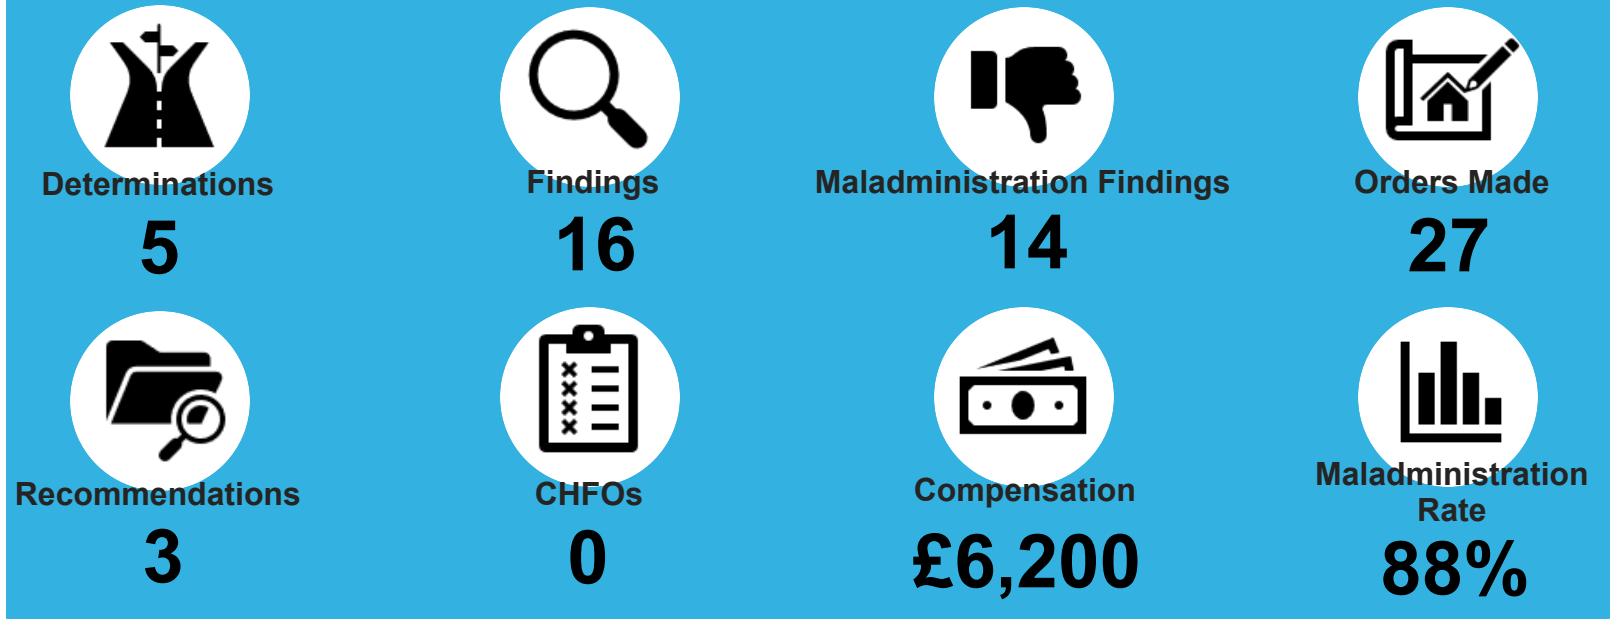 Determinations
5
Findings
16
Maladministration Findings
14
Orders Made
27
Recommendations
3
CHFOs
0
Compensation
£6,200
Maladministration
Rate
88%